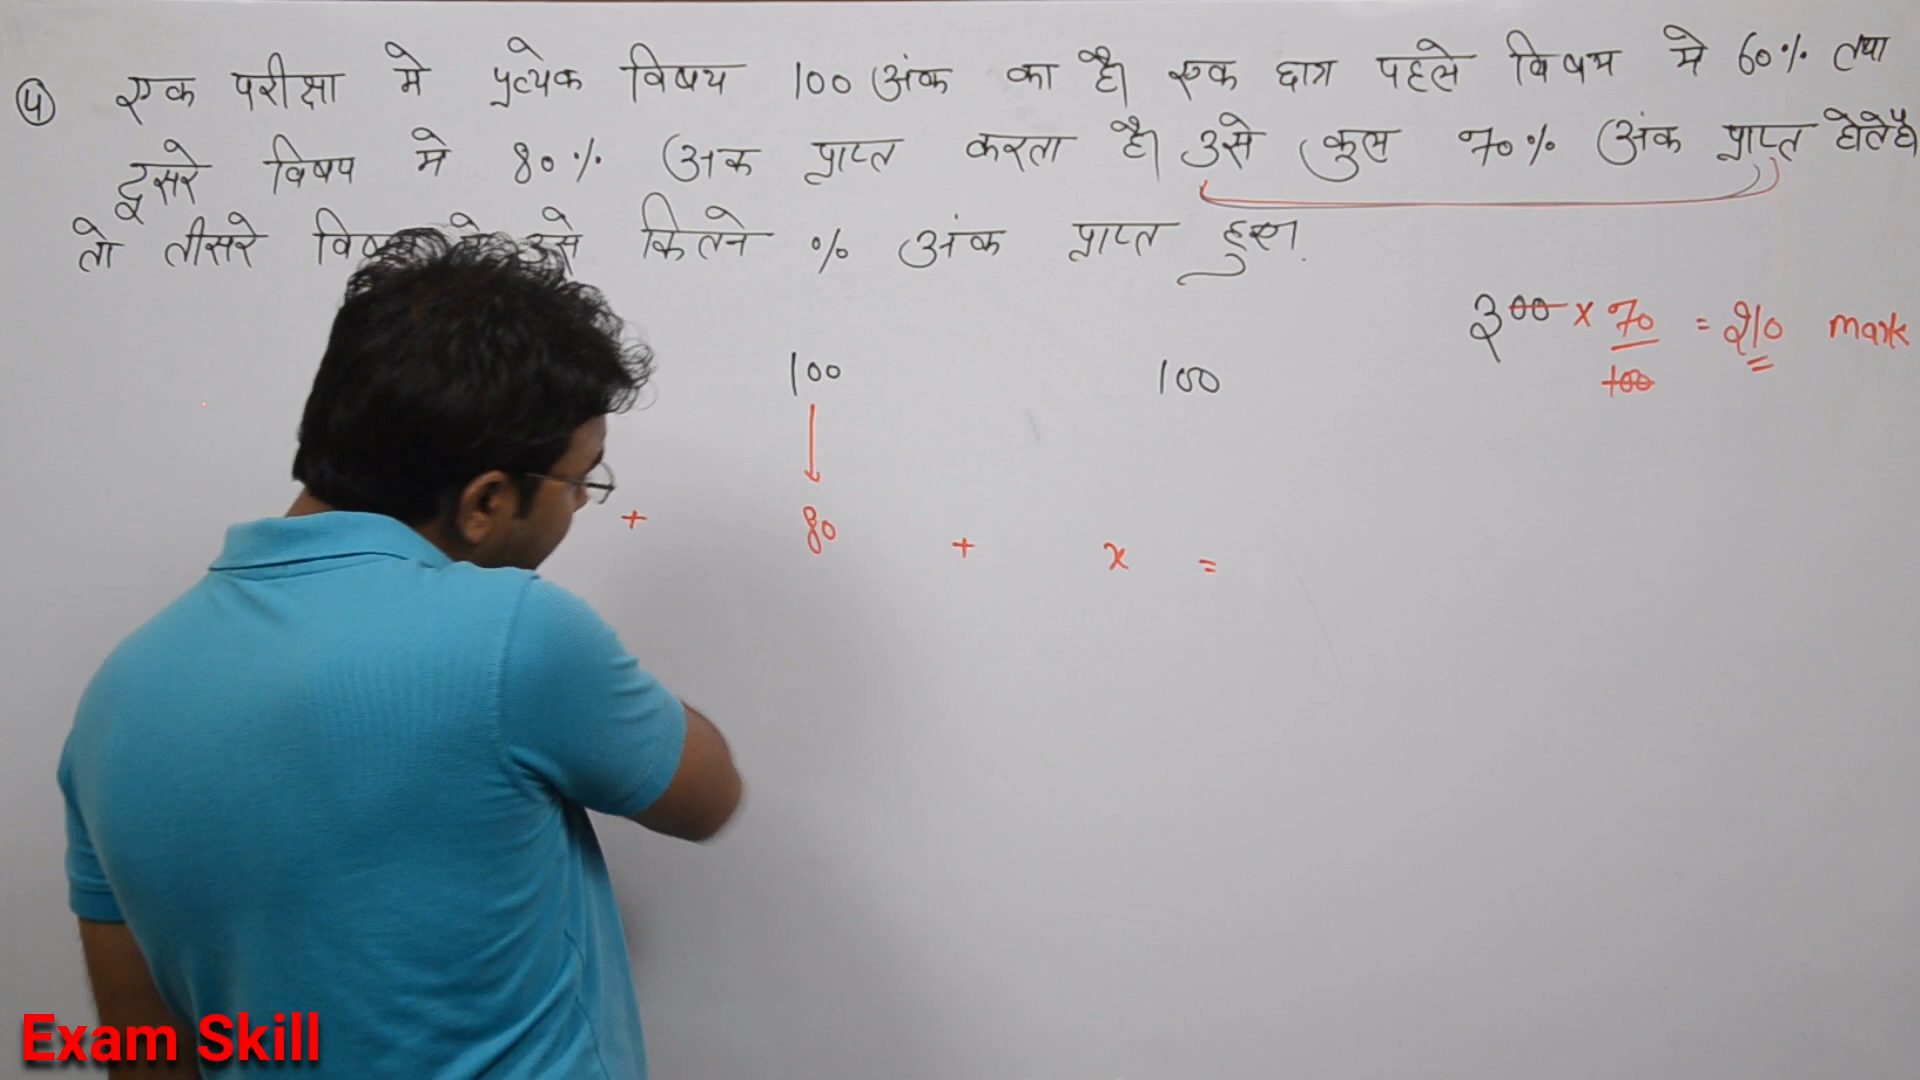 ५ एक परीक्षा मे प्रत्येक विषय 100 अंक का है। एक छात्र पहले विषय मे 60% तथा
दूसरे विषय मे 80% अंक प्राप्त करता है। उसे कुल 70% अंक प्राप्त होते है
तो तीसरे उसे कितने % अंक प्राप्त हुए।
300 × 70 = 210 mark
100
100 100
+ 80 + x =
Exam Skill